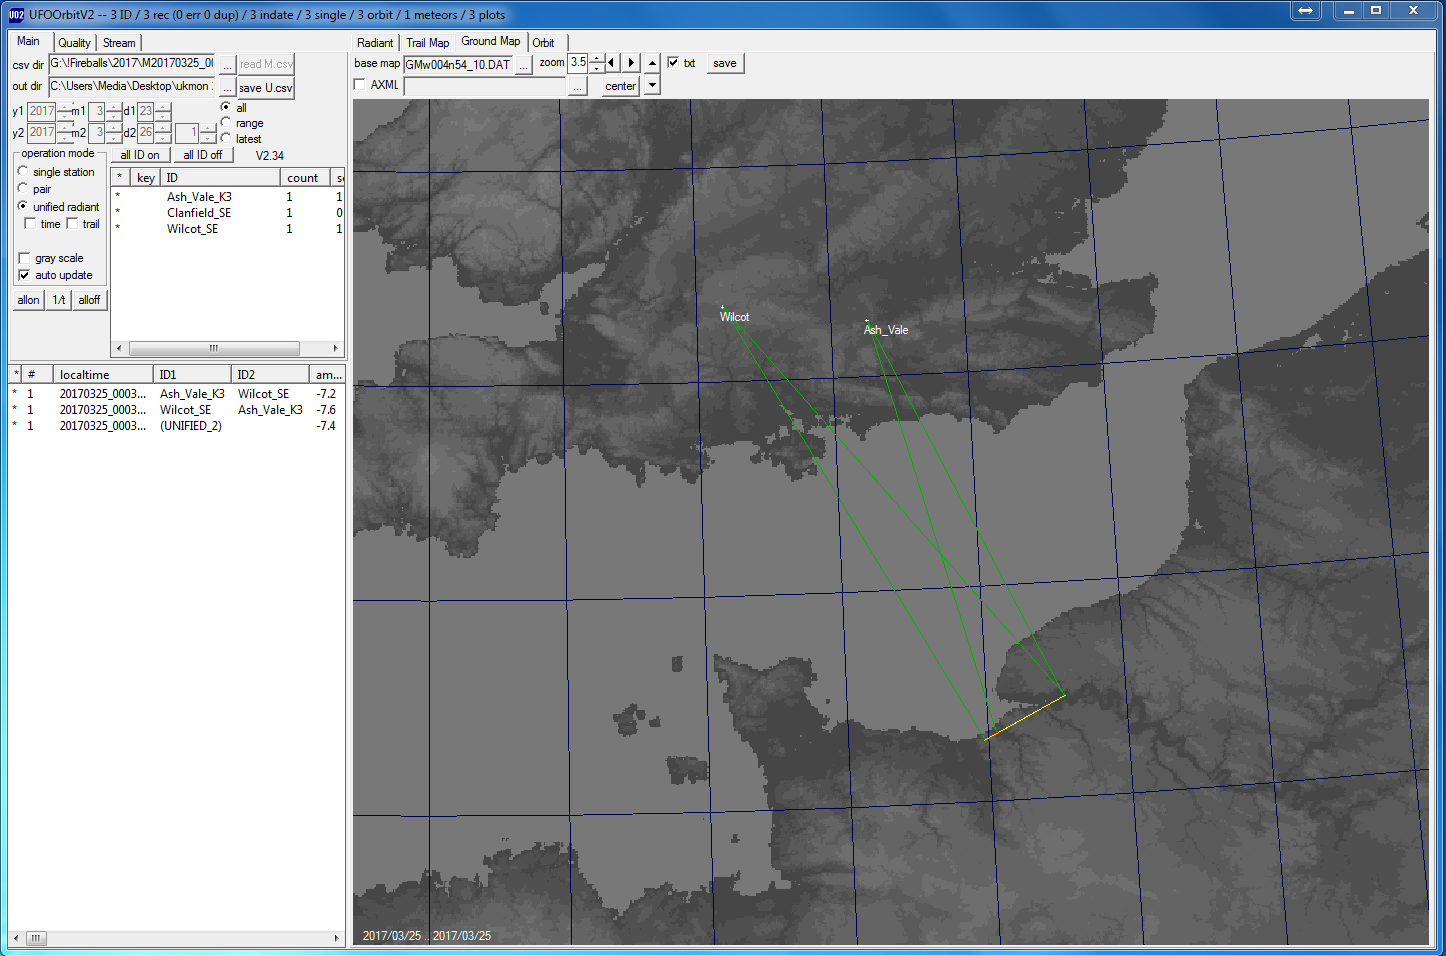 UO2 UFOOrbitV2 -- 3 ID / 3 rec (0 err 0 dup) / 3 indate / 3 single / 3 orbit / 1 meteors / 3 plots
Main Quality Stream
csv dir G:\!Fireballs\2017\M20170325_0 ... read M.csv
out dir C:\Users\Media\Desktop\ukmon ... save U.csv
y1 2017 m1 3 d1 23
y2 2017 m2 3 d2 26 1
all
range
latest
operation mode
single station
pair
unified radiant
time trail
gray scale
auto update
allon 1/t alloff
all ID on all ID off V2.34
* key ID count
* Ash_Vale_K3 1 1
* Clanfield_SE 1 0
* Wilcot_SE 1 1
* # localtime ID1 ID2 am...
* 1 20170325_0003... Ash_Vale_K3 Wilcot_SE -7.2
* 1 20170325_0003... Wilcot_SE Ash_Vale_K3 -7.6
* 1 20170325_0003... (UNIFIED_2) -7.4
Radiant Trail Map Ground Map Orbit
base map GMw004n54_10.DAT ... zoom 3.5 txt save
AXML ... center
Wilcot
Ash_Vale
2017/03/25 .. 2017/03/25